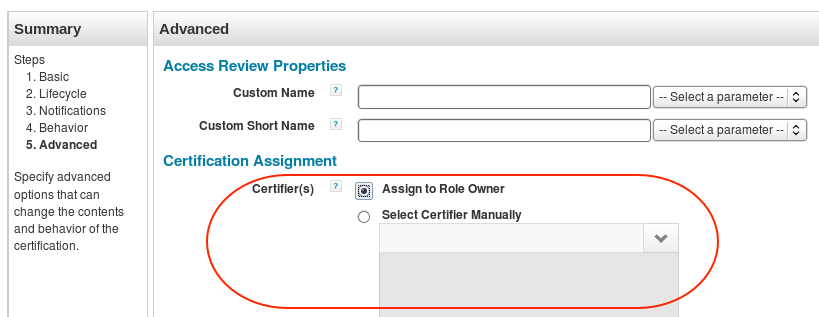 Summary
Steps
1. Basic
2. Lifecycle
3. Notifications
4. Behavior
5. Advanced
Specify advanced
options that can
change the contents
and behavior of the
certification.
Advanced
Access Review Properties
Custom Name ? -- Select a parameter --
Custom Short Name ? -- Select a parameter --
Certification Assignment
Certifier(s) ? Assign to Role Owner
Select Certifier Manually